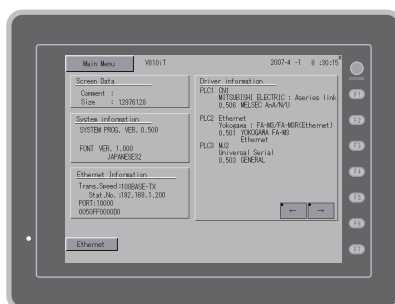 Main Menu
V810iT
2007-4 -1 8 :30:15
Screen Data
Comment :
Size : 12976128
System information
SYSTEM PROG. VER. 0.500
FONT VER. 1.000
JAPANESE32
Ethernet Information
Trans.Speed :100BASE-TX
Stat.No. :192.168.1.200
PORT:10000
0050FF0000D0
Ethernet
Driver information
PLC1 CN1
MITSUBISHI ELECTRIC : Aseries link
0.506 MELSEC AnA/N/U
PLC2 Ethernet
Yokogawa : FA-M3/FA-M3R(Ethernet)
0.501 YOKOGAWA FA-M3
Ethernet
PLC3 MJ2
Universal Serial
0.503 GENERAL
← →
SYSTEM
F1
F2
F3
F4
F5
F6
F7